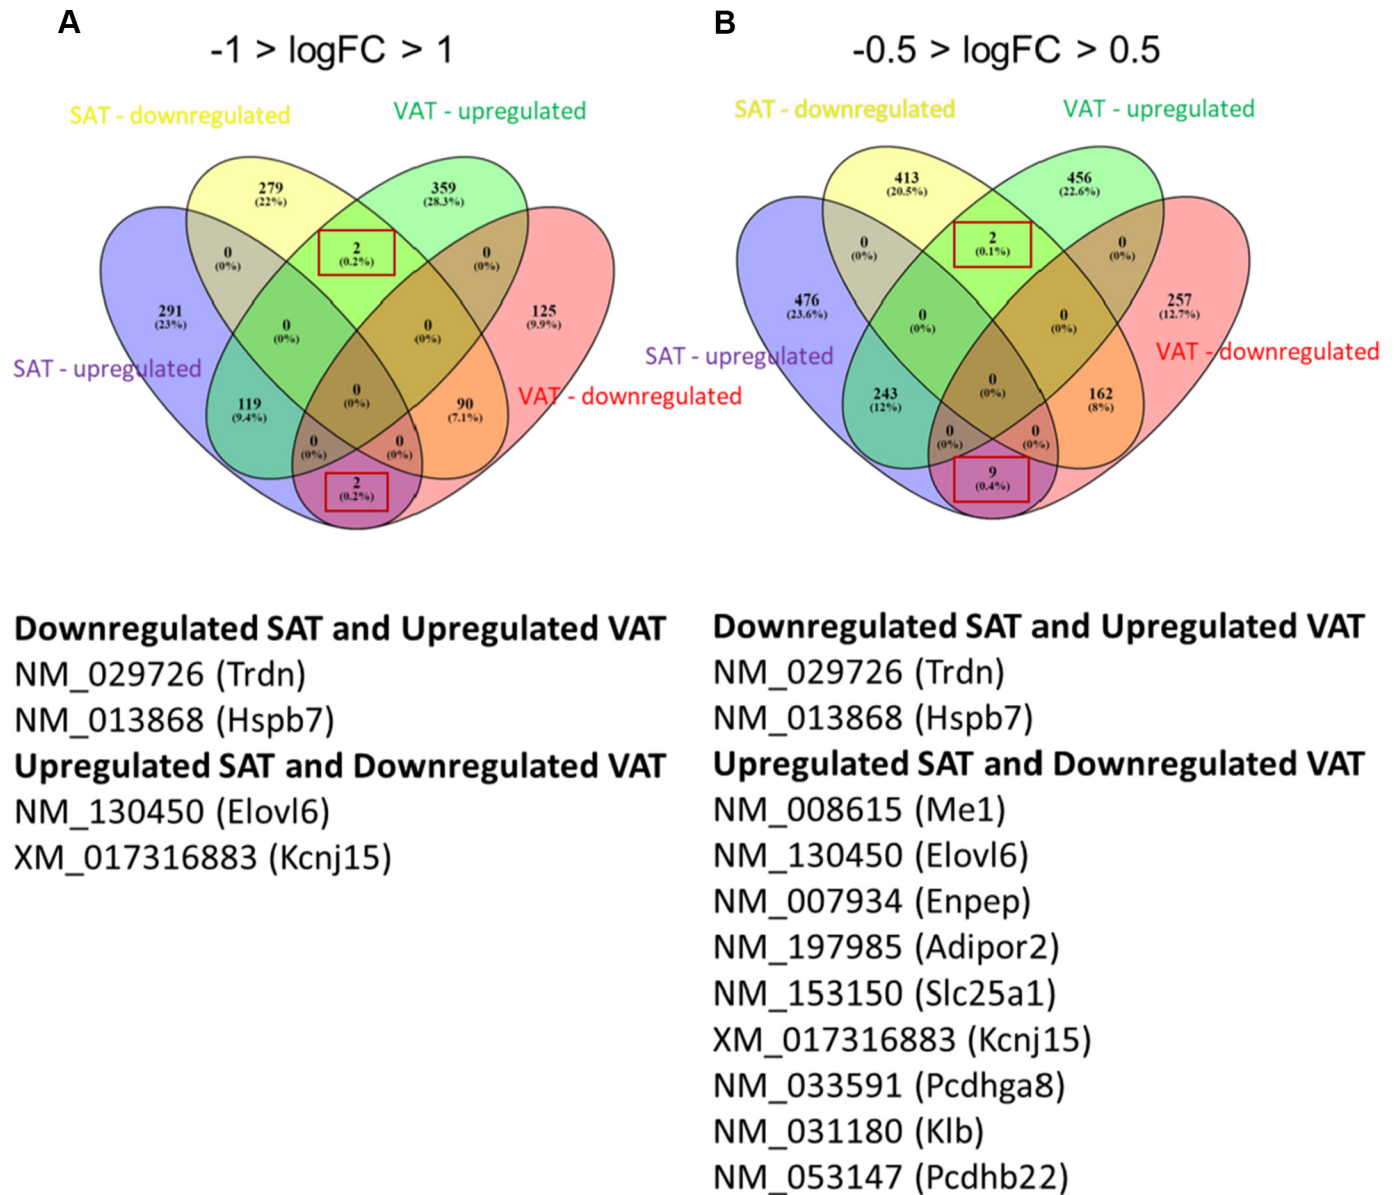 A
-1 > logFC > 1
SAT - downregulated
VAT - upregulated
279
(22%)
359
(28.3%)
0
(0%)
2
(0.2%)
0
(0%)
291
(23%)
0
(0%)
0
(0%)
125
(9.9%)
SAT - upregulated
VAT - downregulated
119
(9.4%)
0
(0%)
90
(7.1%)
0
(0%)
0
(0%)
2
(0.2%)
Downregulated SAT and Upregulated VAT
NM_029726 (Trdn)
NM_013868 (Hspb7)
Upregulated SAT and Downregulated VAT
NM_130450 (Elovl6)
XM_017316883 (Kcnj15)
B
-0.5 > logFC > 0.5
SAT - downregulated
VAT - upregulated
413
(20.5%)
456
(22.6%)
0
(0%)
2
(0.1%)
0
(0%)
476
(23.6%)
0
(0%)
0
(0%)
257
(12.7%)
SAT - upregulated
VAT - downregulated
243
(12%)
0
(0%)
162
(8%)
0
(0%)
0
(0%)
9
(0.4%)
Downregulated SAT and Upregulated VAT
NM_029726 (Trdn)
NM_013868 (Hspb7)
Upregulated SAT and Downregulated VAT
NM_008615 (Me1)
NM_130450 (Elovl6)
NM_007934 (Enpep)
NM_197985 (Adipor2)
NM_153150 (Slc25a1)
XM_017316883 (Kcnj15)
NM_033591 (Pcdhga8)
NM_031180 (Klb)
NM_053147 (Pcdhb22)